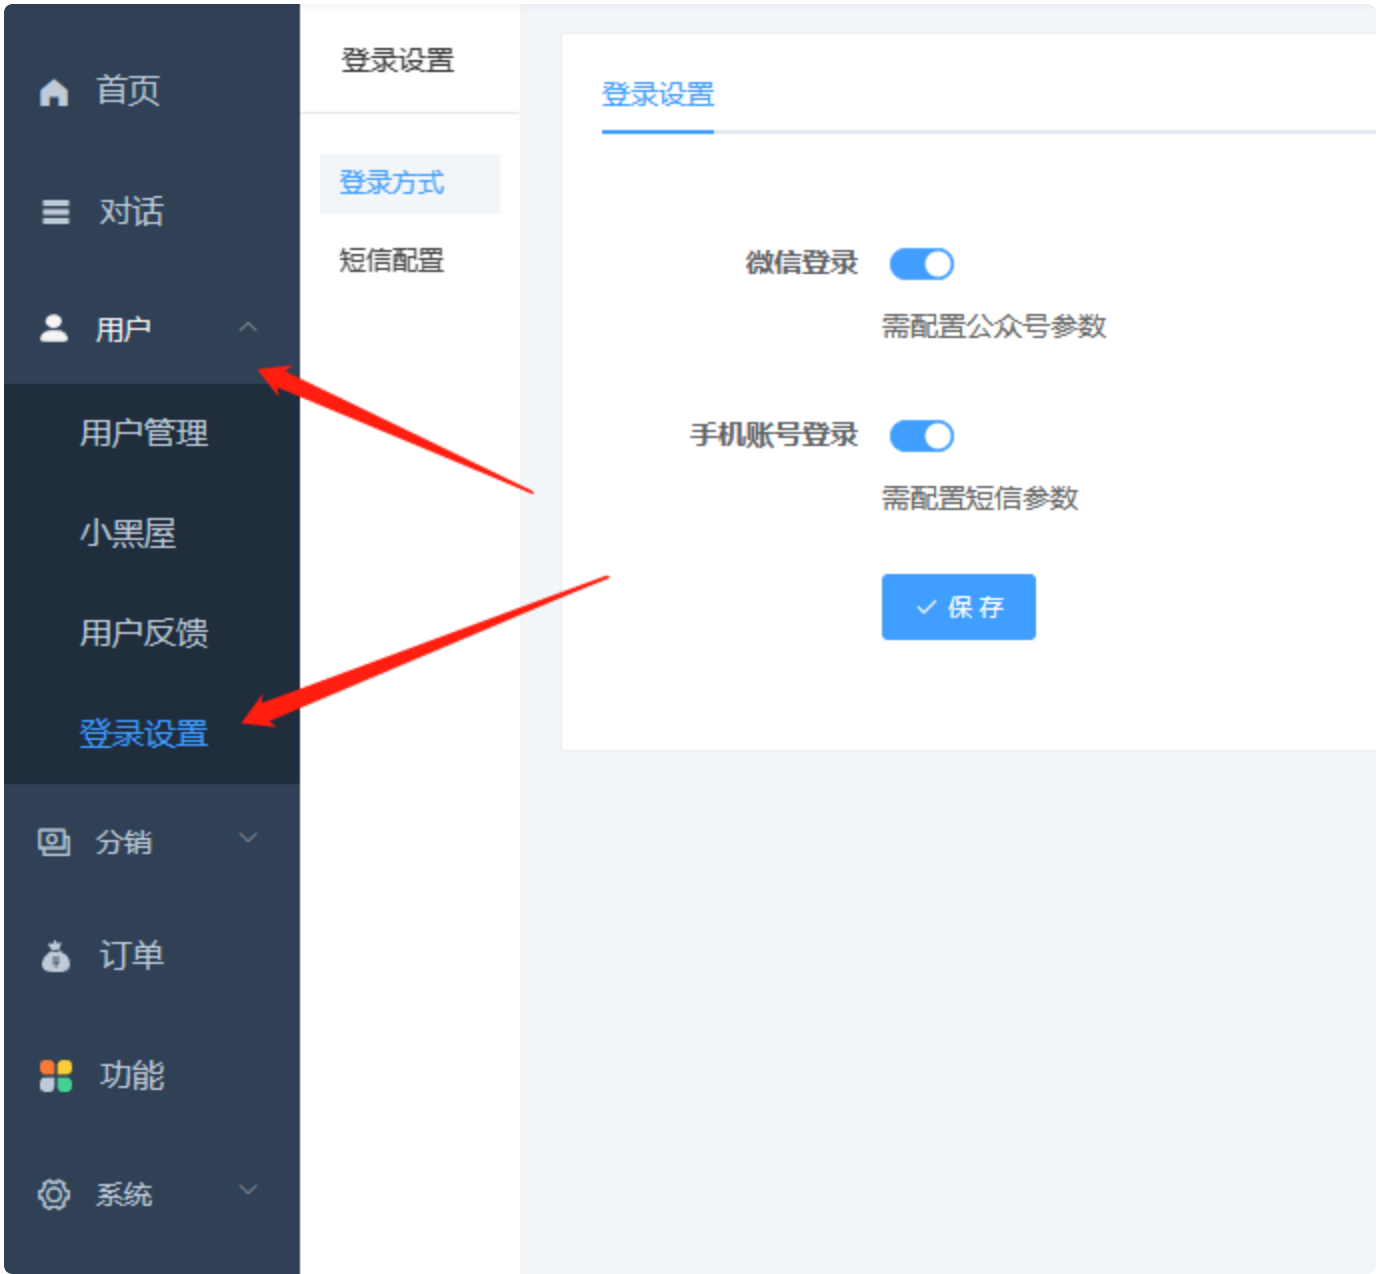 首页
对话
用户
用户管理
小黑屋
用户反馈
登录设置
分销
订单
功能
系统
登录设置
登录方式
短信配置
登录设置
微信登录
需配置公众号参数
手机账号登录
需配置短信参数
保存